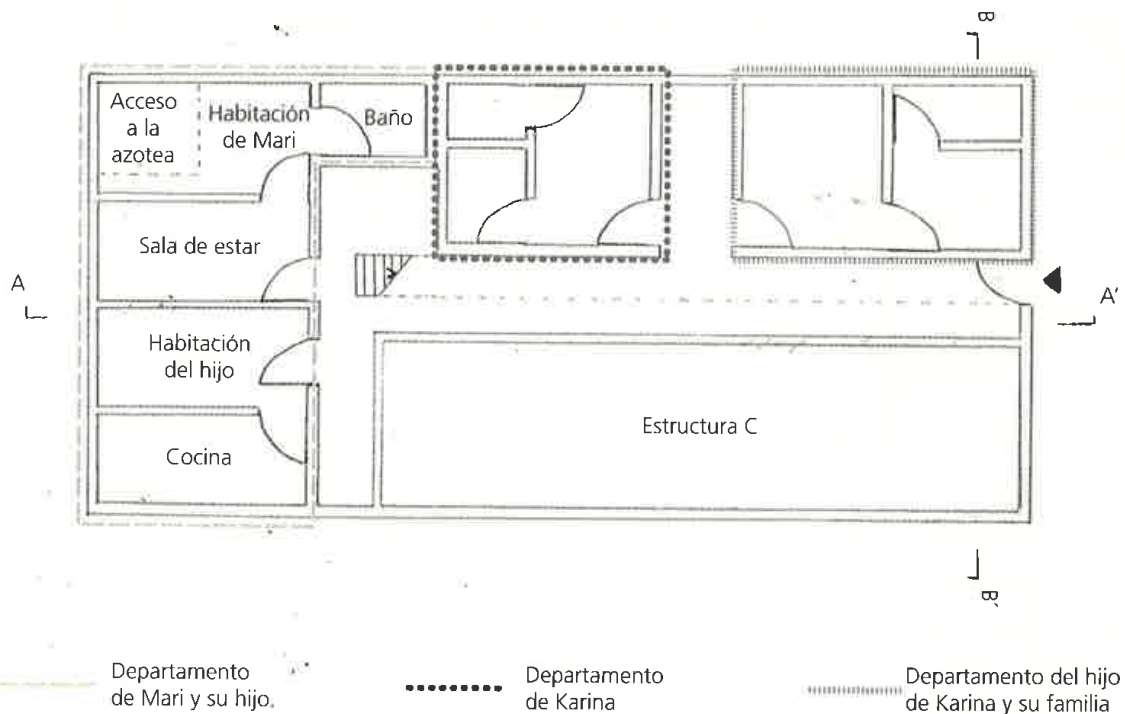 B
Acceso
a la
azotea
Habitación
de Mari
Baño
Sala de estar
A
A'
Habitación
del hijo
Estructura C
Cocina
B'
Departamento
de Mari y su hijo.
Departamento
de Karina
Departamento del hijo
de Karina y su familia